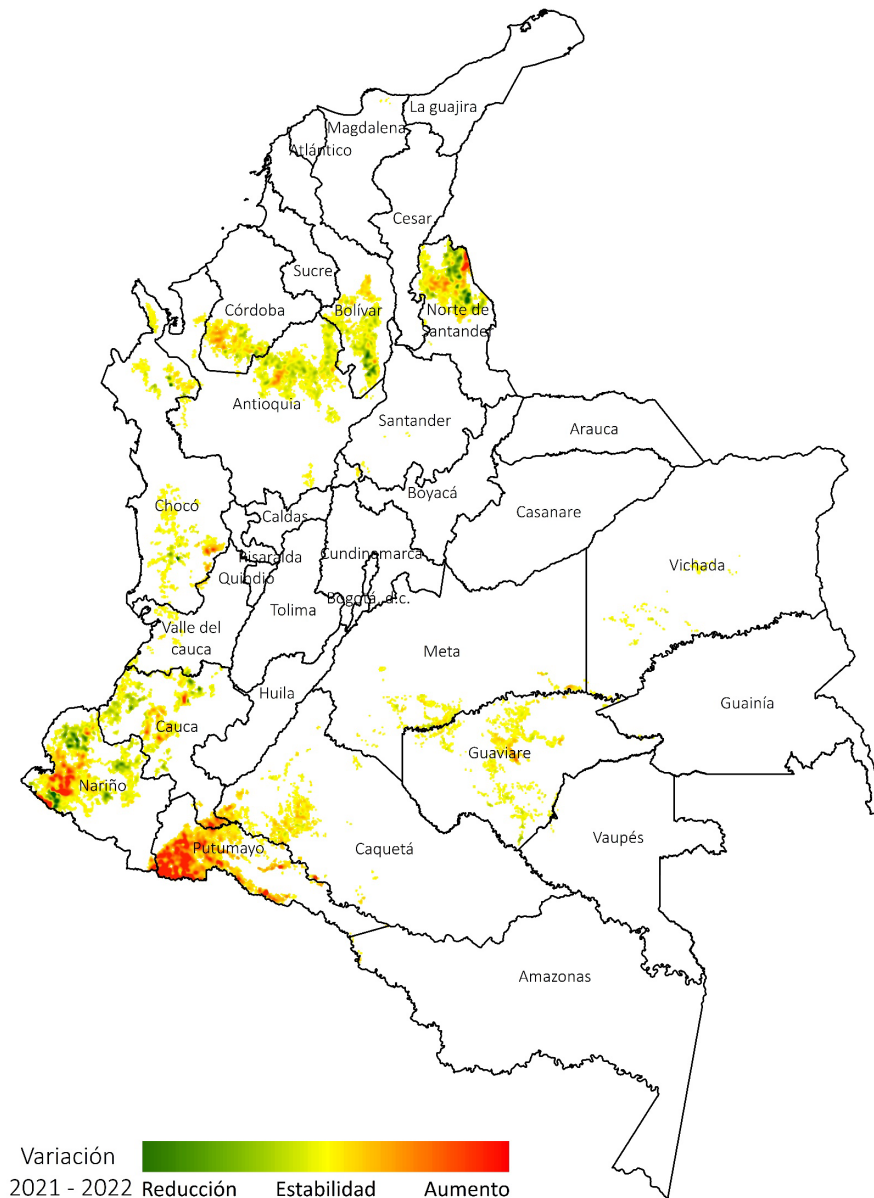 La guajira
Magdalena
Atlántico
Cesar
Sucre
Córdoba
Bolívar
Norte de
Santander
Antioquia
Santander
Arauca
Boyacá
Chocó
Caldas
Casanare
Risaralda
Cundinamarca
Vichada
Quindio
Bogotá, d.c.
Tolima
Valle del
cauca
Meta
Huila
Guainía
Cauca
Guaviare
Nariño
Putumayo
Caquetá
Vaupés
Amazonas
Variación
2021 - 2022
Reducción Estabilidad Aumento